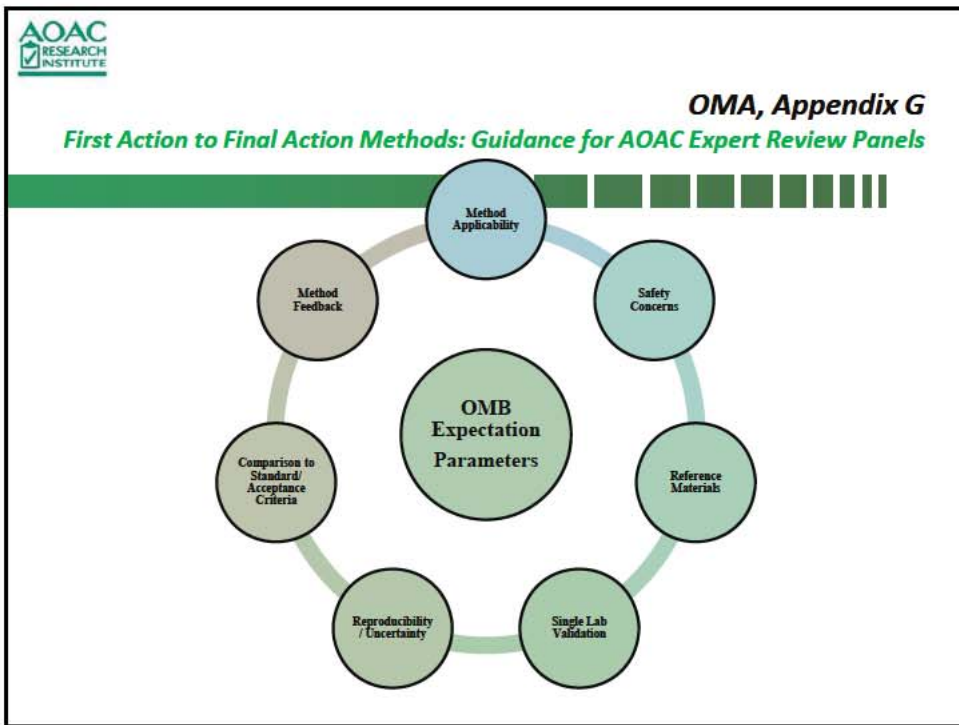 AOAC
RESEARCH
INSTITUTE
OMA, Appendix G
First Action to Final Action Methods: Guidance for AOAC Expert Review Panels
Method
Applicability
Safety
Concerns
Reference
Materials
Single Lab
Validation
Reproducibility
/ Uncertainty
Comparison to
Standard/
Acceptance
Criteria
Method
Feedback
OMB
Expectation
Parameters